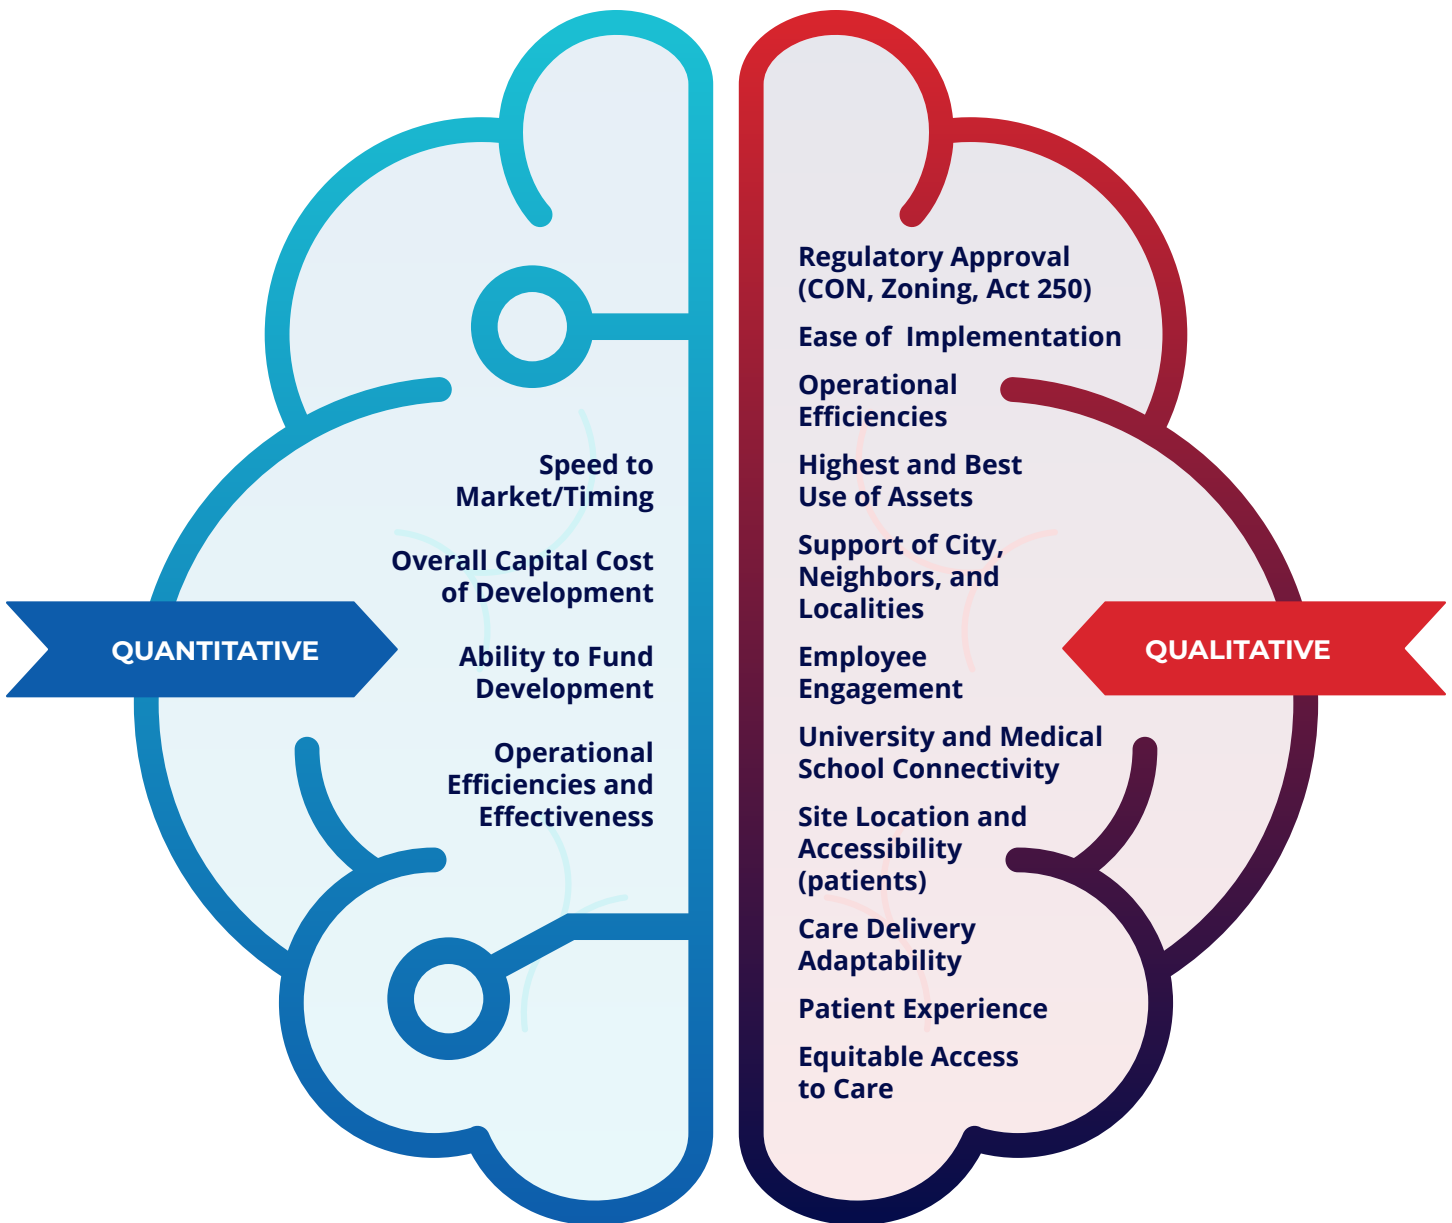 QUANTITATIVE
Speed to
Market/Timing
Overall Capital Cost
of Development
Ability to Fund
Development
Operational
Efficiencies and
Effectiveness
QUALITATIVE
Regulatory Approval
(CON, Zoning, Act 250)
Ease of  Implementation
Operational
Efficiencies
Highest and Best
Use of Assets
Support of City,
Neighbors, and
Localities
Employee
Engagement
University and Medical
School Connectivity
Site Location and
Accessibility
(patients)
Care Delivery
Adaptability
Patient Experience
Equitable Access
to Care